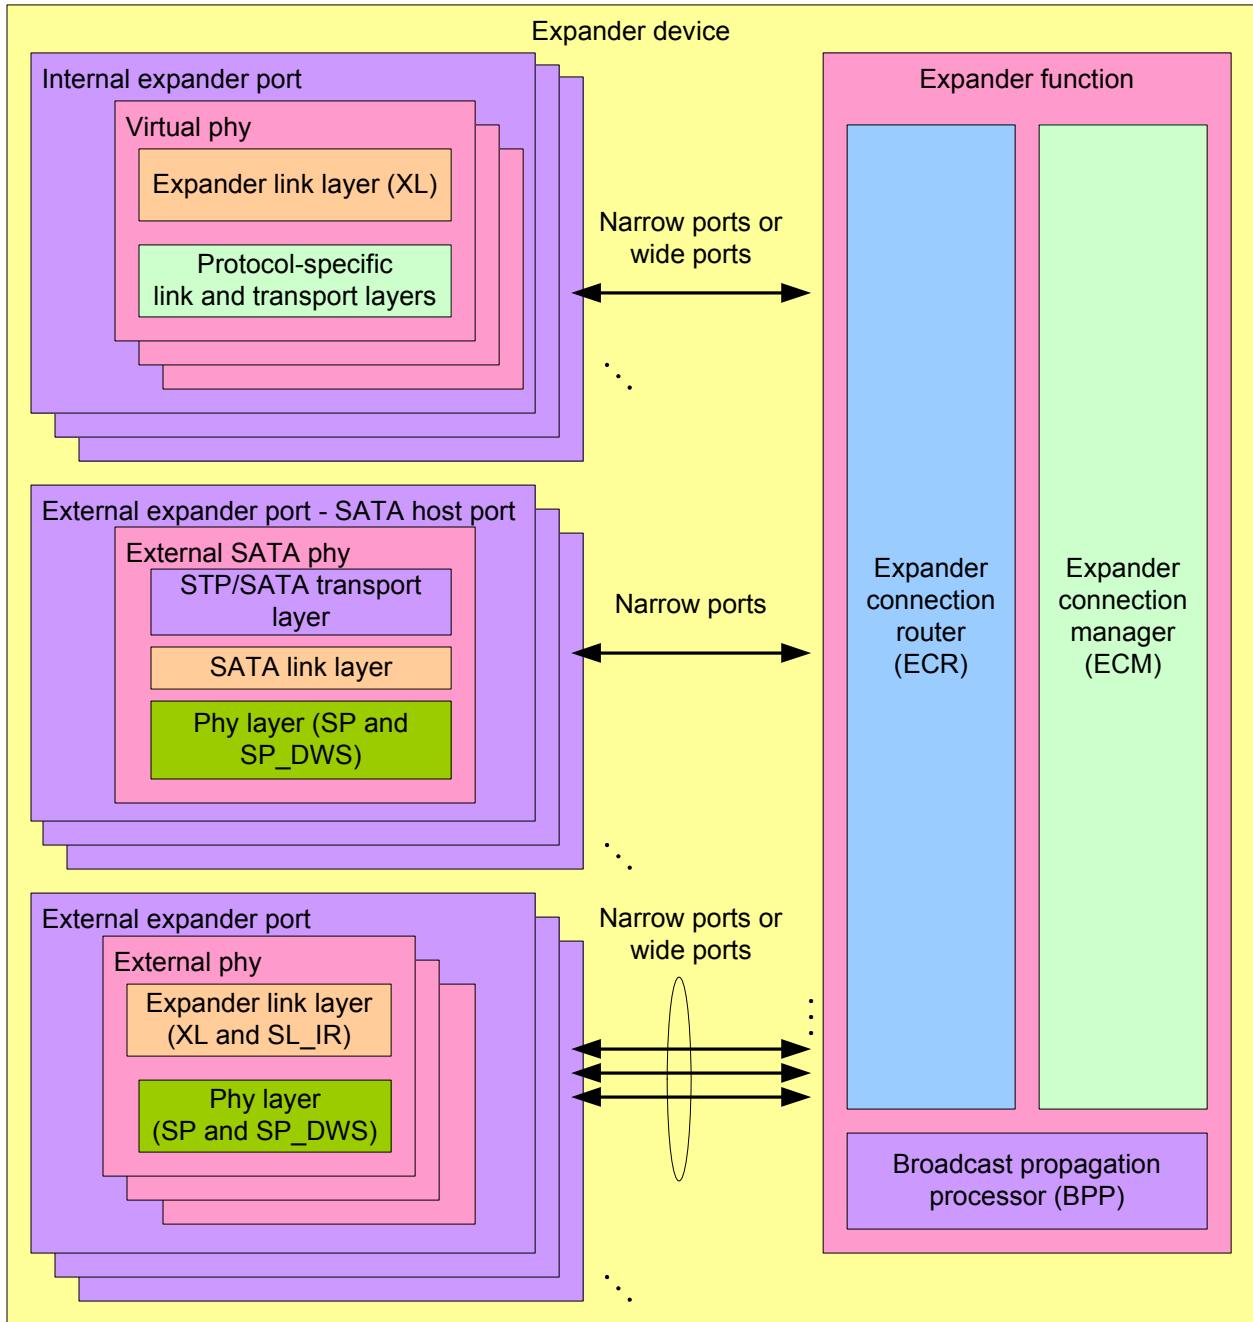 Expander device
Internal expander port
Virtual phy
Expander link layer (XL)
Protocol-specific
link and transport layers
Narrow ports or
wide ports
External expander port - SATA host port
External SATA phy
STP/SATA transport
layer
SATA link layer
Phy layer (SP and
SP_DWS)
Narrow ports
External expander port
External phy
Expander link layer
(XL and SL_IR)
Phy layer
(SP and SP_DWS)
Narrow ports or
wide ports
Expander function
Expander
connection
router
(ECR)
Expander
connection
manager
(ECM)
Broadcast propagation
processor (BPP)